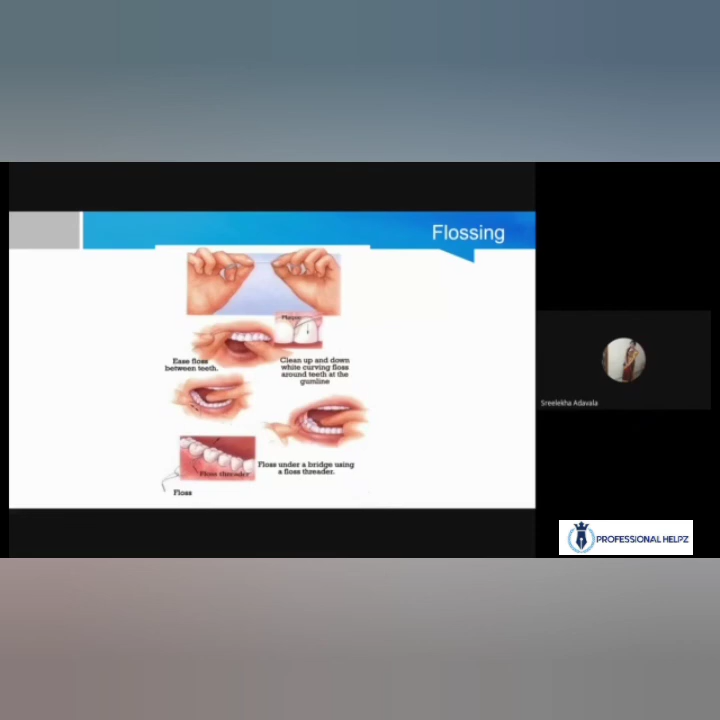 Flossing
Plaque
Ease floss
between teeth.
Clean up and down
while curving floss
around teeth at the
gumline
Floss under a bridge using
a floss threader.
Floss threader
Floss
Sreelekha Adavala
PROFESSIONAL HELPZ